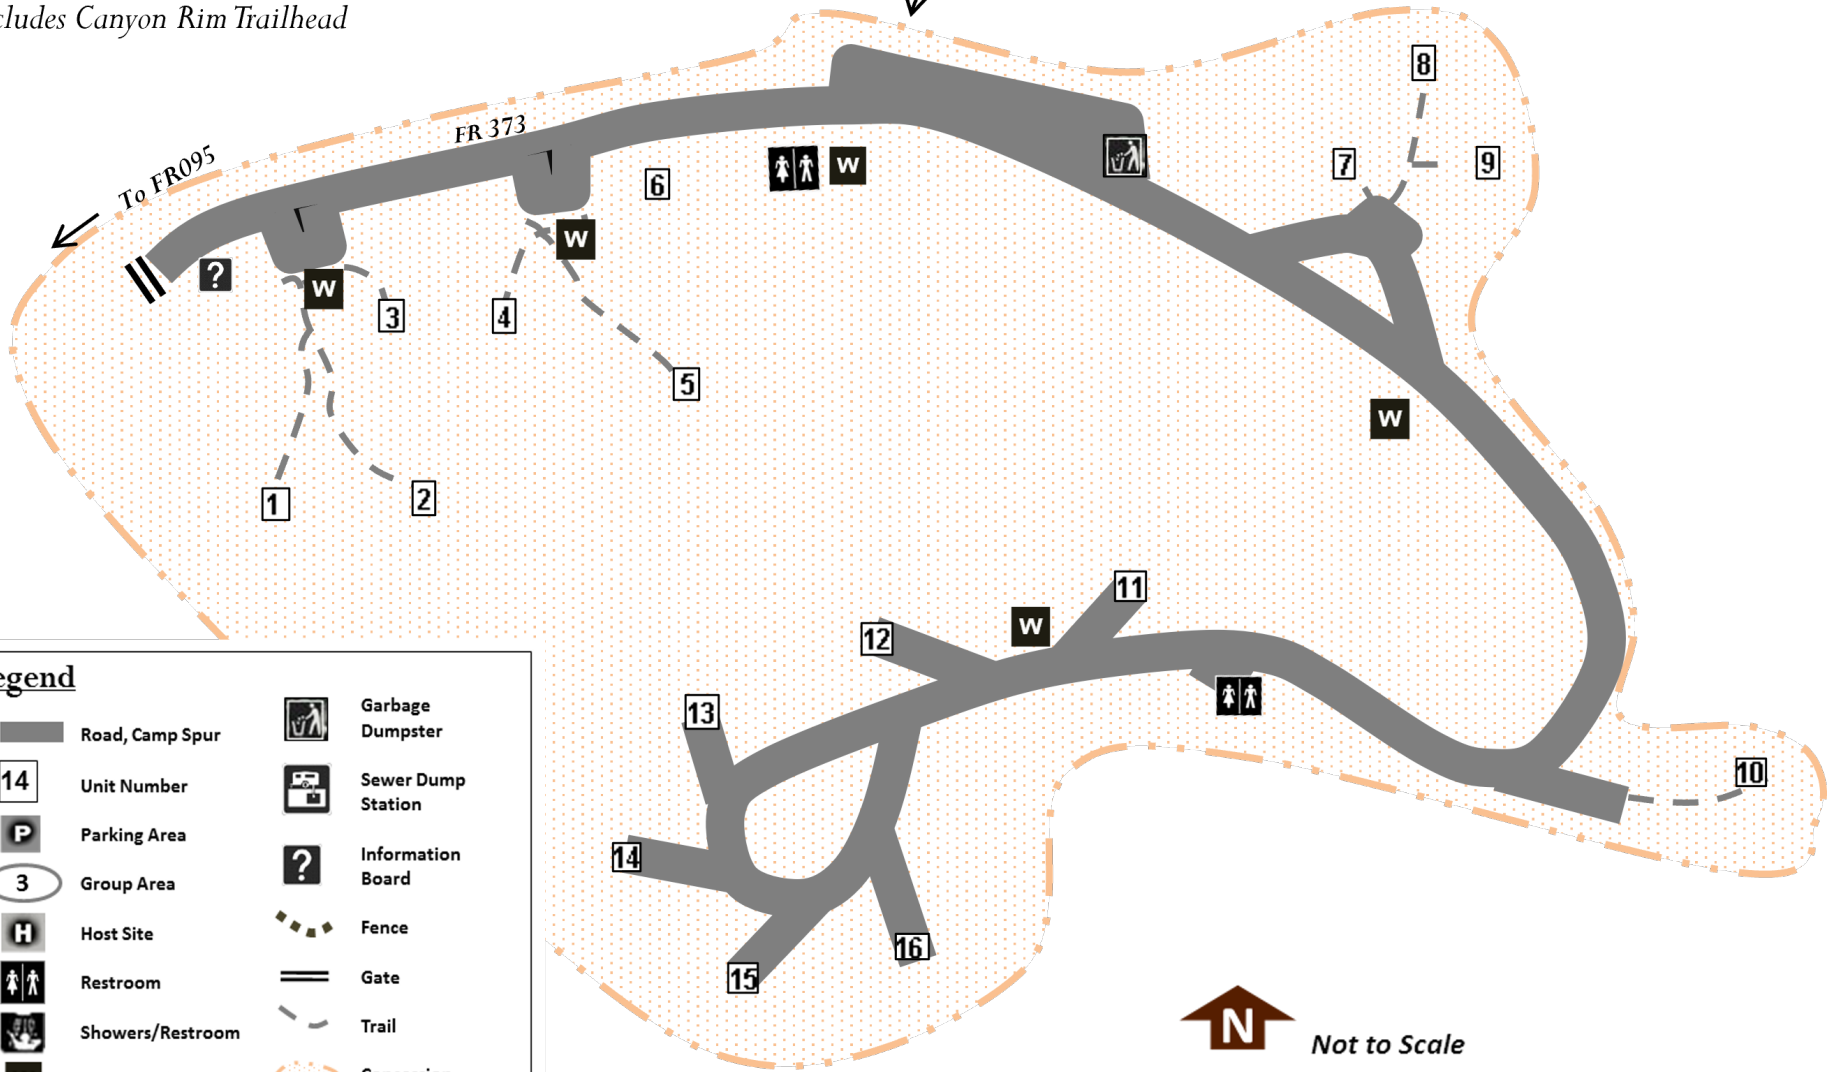 cludes Canyon Rim Trailhead
8
FR 373
To FR095
7
9
6
W
?
W
W
3
4
5
W
1
2
11
W
12
13
10
14
16
15
egend
Road, Camp Spur
14
Unit Number
P
Parking Area
3
Group Area
H
Host Site
Restroom
Showers/Restroom
Garbage
Dumpster
Sewer Dump
Station
?
Information
Board
Fence
Gate
Trail
N
Not to Scale